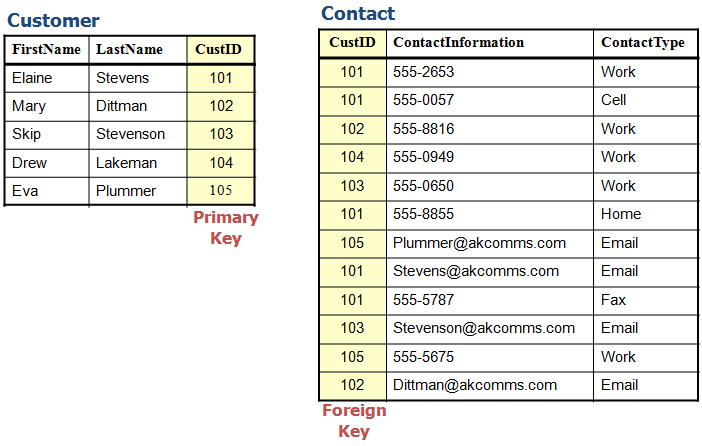 Customer
FirstName LastName CustID
Elaine Stevens 101
Mary Dittman 102
Skip Stevenson 103
Drew Lakeman 104
Eva Plummer 105
Primary
Key
Contact
CustID ContactInformation ContactType
101 555-2653 Work
101 555-0057 Cell
102 555-8816 Work
104 555-0949 Work
103 555-0650 Work
101 555-8855 Home
105 Plummer@akcomms.com Email
101 Stevens@akcomms.com Email
101 555-5787 Fax
103 Stevenson@akcomms.com Email
105 555-5675 Work
102 Dittman@akcomms.com Email
Foreign
Key